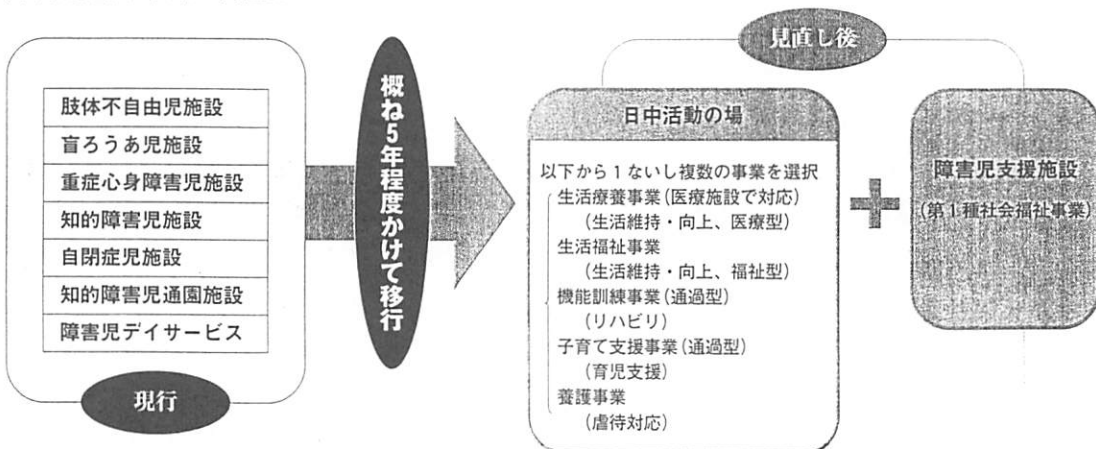 肢体不自由児施設
盲ろうあ児施設
重症心身障害児施設
知的障害児施設
自閉症児施設
知的障害児通園施設
障害児デイサービス
現行
概ね5年程度かけて移行
見直し後
日中活動の場
以下から1ないし複数の事業を選択
生活療養事業(医療施設で対応)
(生活維持・向上、医療型)
生活福祉事業
(生活維持・向上、福祉型)
機能訓練事業(通過型)
(リハビリ)
子育て支援事業(通過型)
(育児支援)
養護事業
(虐待対応)
障害児支援施設
(第1種社会福祉事業)